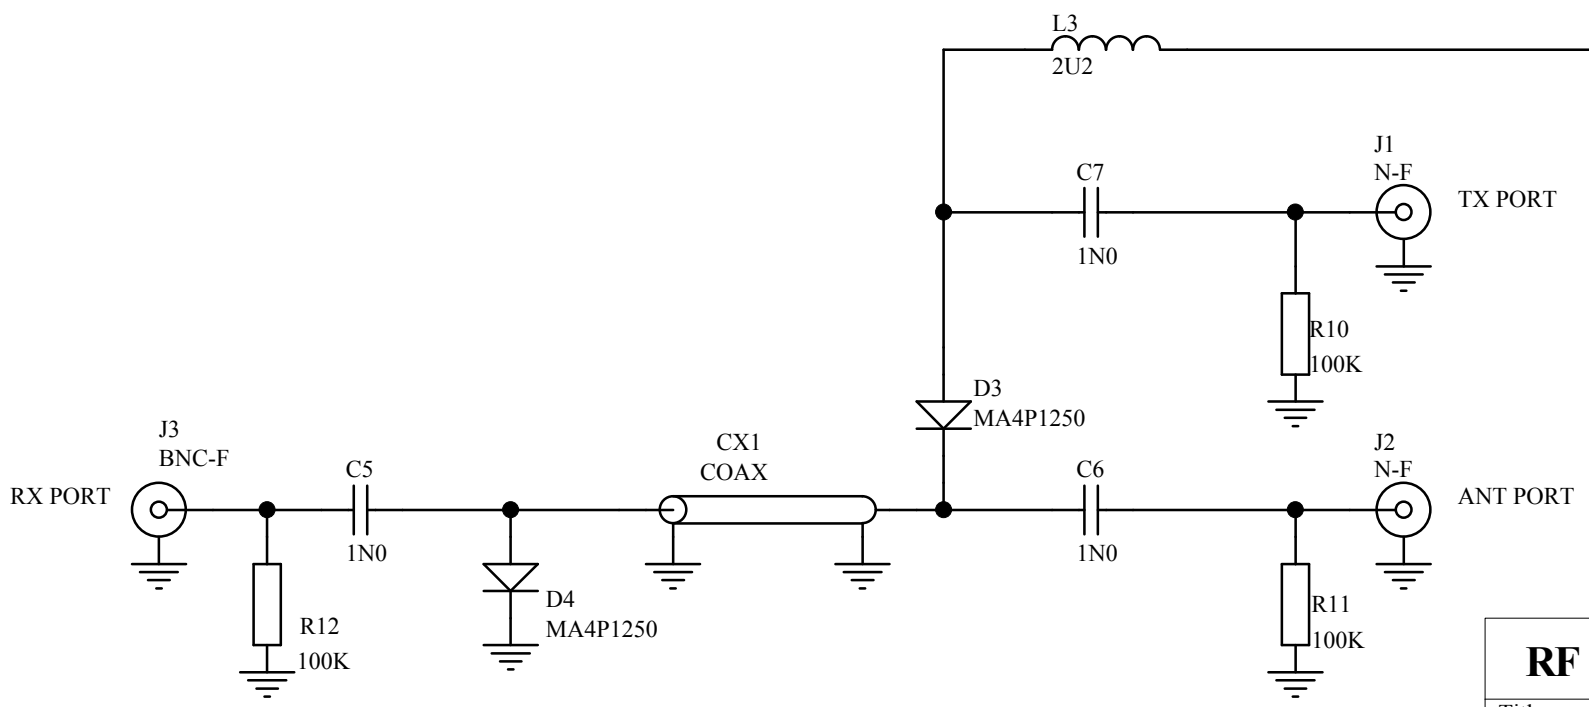 L3
2U2
J1
N-F
TX PORT
C7
1N0
R10
100K
D3
MA4P1250
J3
BNC-F
RX PORT
C5
1N0
CX1
COAX
C6
1N0
J2
N-F
ANT PORT
D4
MA4P1250
R12
100K
R11
100K
RF